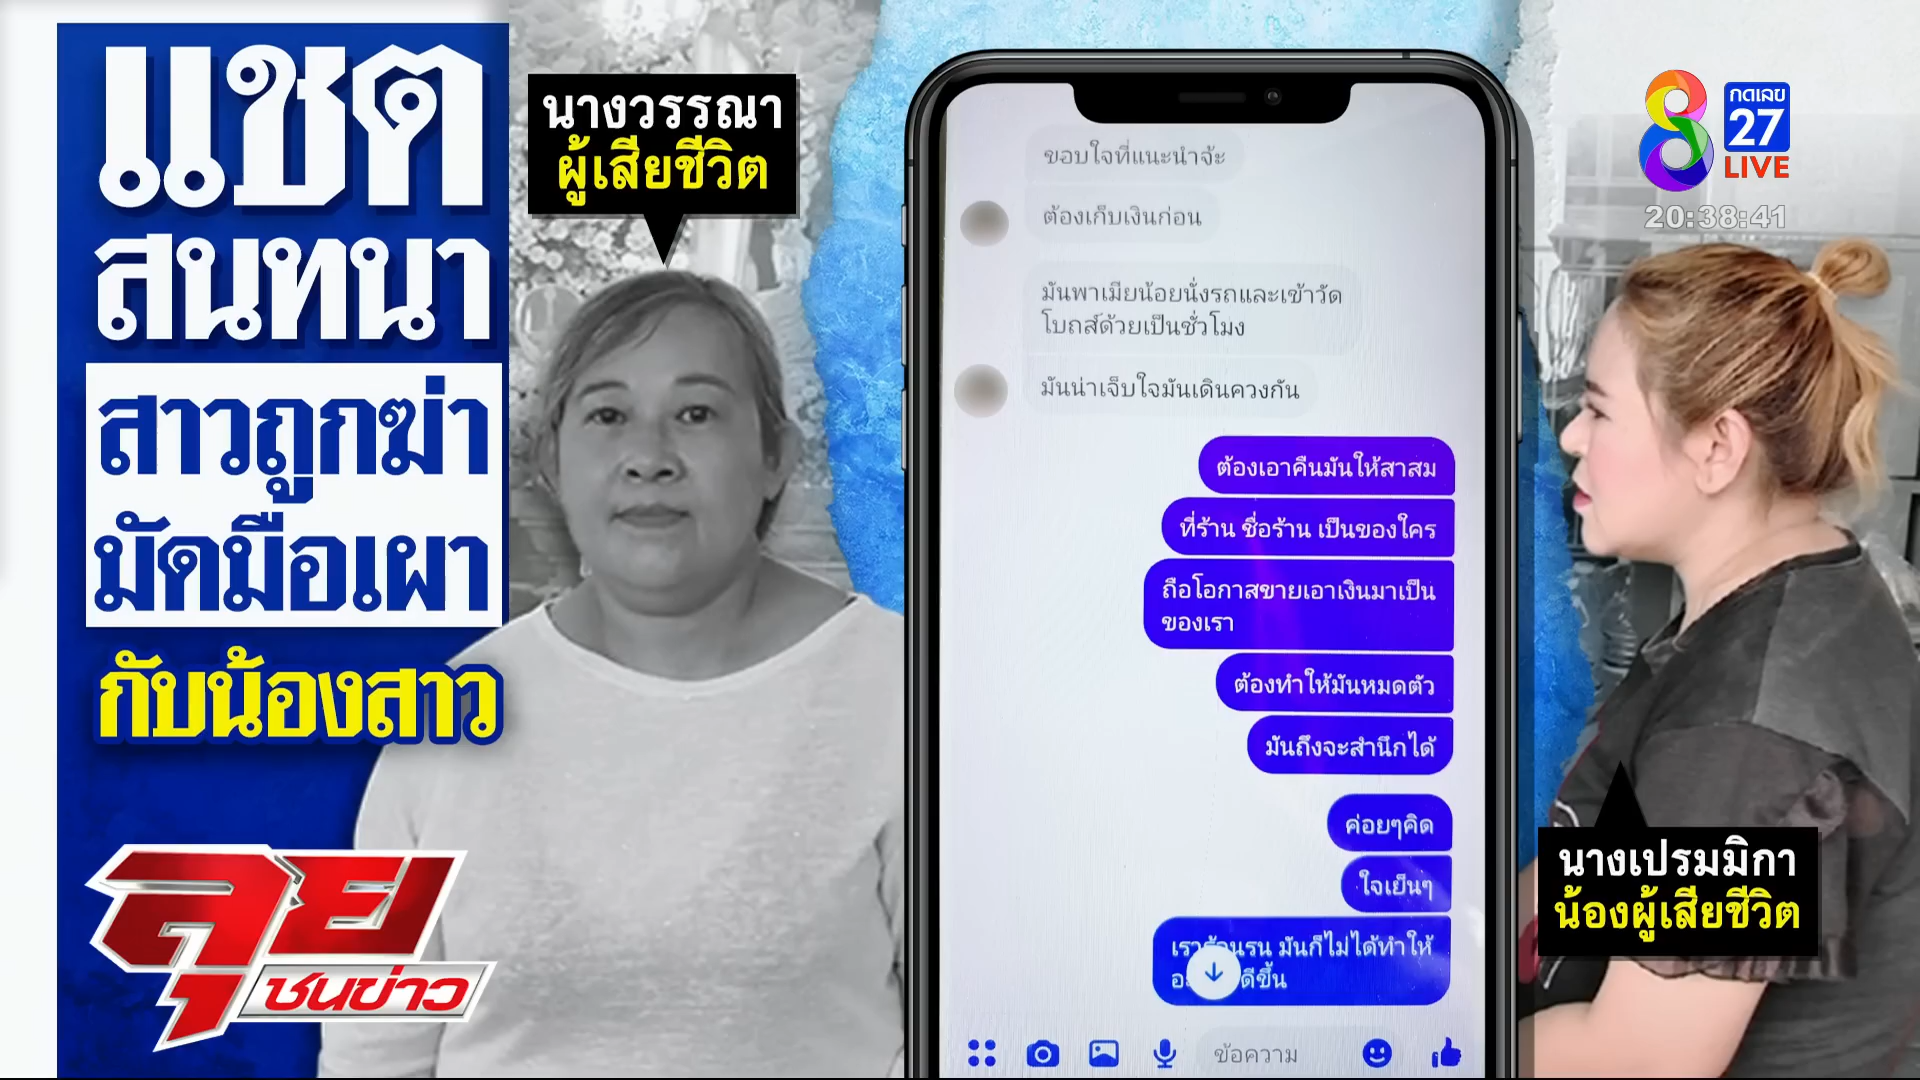 แชต
สนทนา
สาวถูกฆ่า
มัดมือเผา
กับน้องสาว
ลุย
ชนข่าว
นางวรรณา
ผู้เสียชีวิต
ขอบใจที่แนะนำจ้ะ
ต้องเก็บเงินก่อน
มันพาเมียน้อยนั่งรถและเข้าวัด
โบถส์ด้วยเป็นชั่วโมง
มันน่าเจ็บใจมันเดินควงกัน
ต้องเอาคืนมันให้สาสม
ที่ร้าน ชื่อร้าน เป็นของใคร
ถือโอกาสขายเอาเงินมาเป็น
ของเรา
ต้องทำให้มันหมดตัว
มันถึงจะสำนึกได้
ค่อยๆคิด
ใจเย็นๆ
มันก็ไม่ได้ทำให้
ดีขึ้น
ข้อความ
8
กดเลข
27
LIVE
20:38:41
นางเปรมมิกา
น้องผู้เสียชีวิต